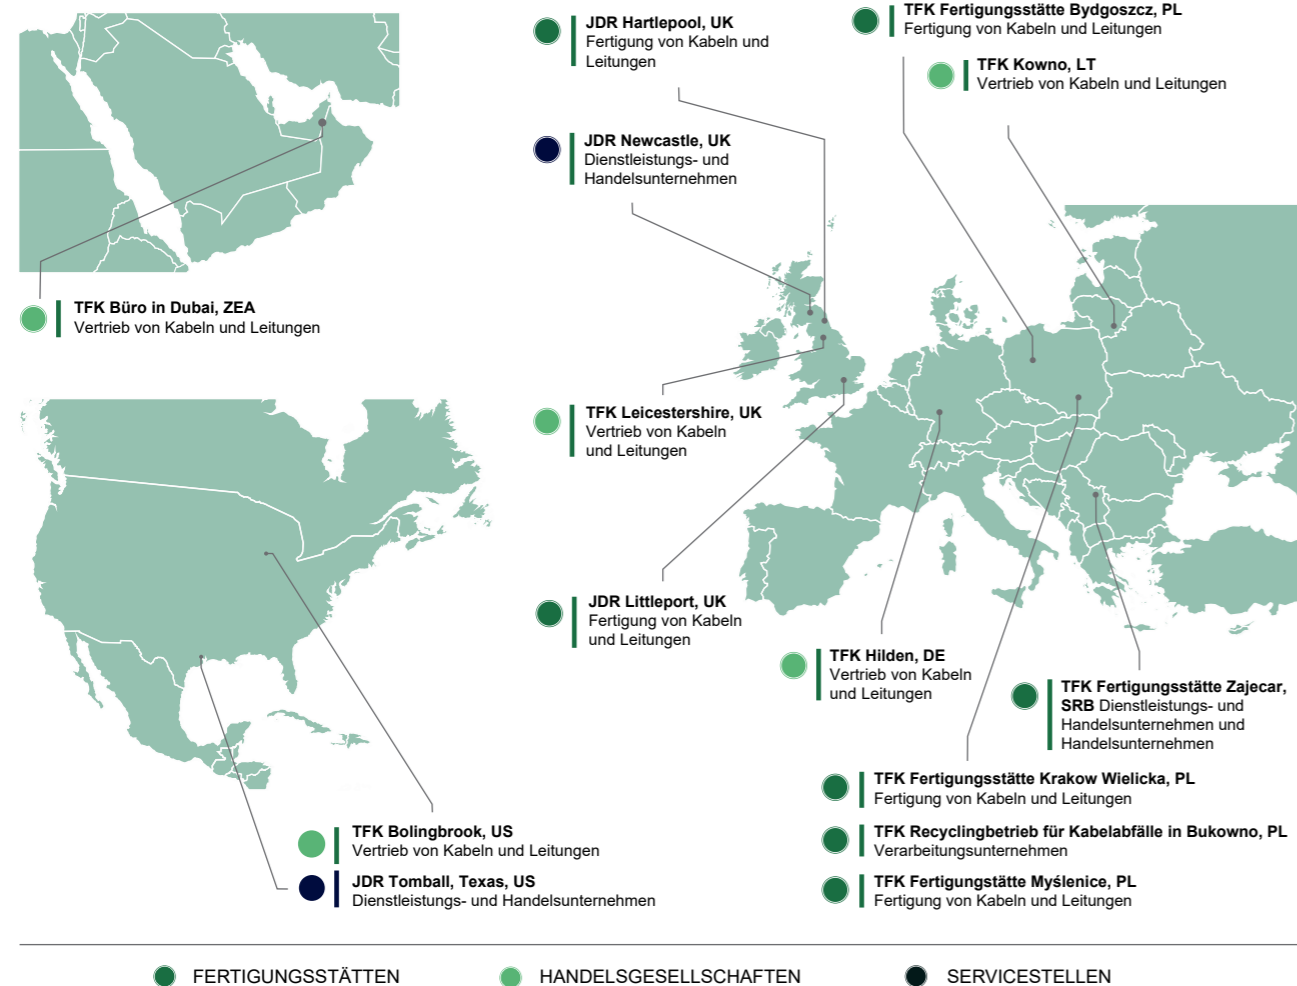 JDR Hartlepool, UK
Fertigung von Kabeln und
Leitungen
TFK Fertigungsstätte Bydgoszcz, PL
Fertigung von Kabeln und Leitungen
TFK Kowno, LT
Vertrieb von Kabeln und Leitungen
JDR Newcastle, UK
Dienstleistungs- und
Handelsunternehmen
TFK Büro in Dubai, ZEA
Vertrieb von Kabeln und Leitungen
TFK Leicestershire, UK
Vertrieb von Kabeln
und Leitungen
JDR Littleport, UK
Fertigung von Kabeln
und Leitungen
TFK Hilden, DE
Vertrieb von Kabeln
und Leitungen
TFK Fertigungsstätte Zajecar,
SRB Dienstleistungs- und
Handelsunternehmen und
Handelsunternehmen
TFK Fertigungsstätte Krakow Wielicka, PL
Fertigung von Kabeln und Leitungen
TFK Recyclingbetrieb für Kabelabfälle in Bukowno, PL
Verarbeitungsunternehmen
TFK Fertigungstätte Myślenice, PL
Fertigung von Kabeln und Leitungen
TFK Bolingbrook, US
Vertrieb von Kabeln und Leitungen
JDR Tomball, Texas, US
Dienstleistungs- und Handelsunternehmen
FERTIGUNGSSTÄTTEN
HANDELSGESELLSCHAFTEN
SERVICESTELLEN